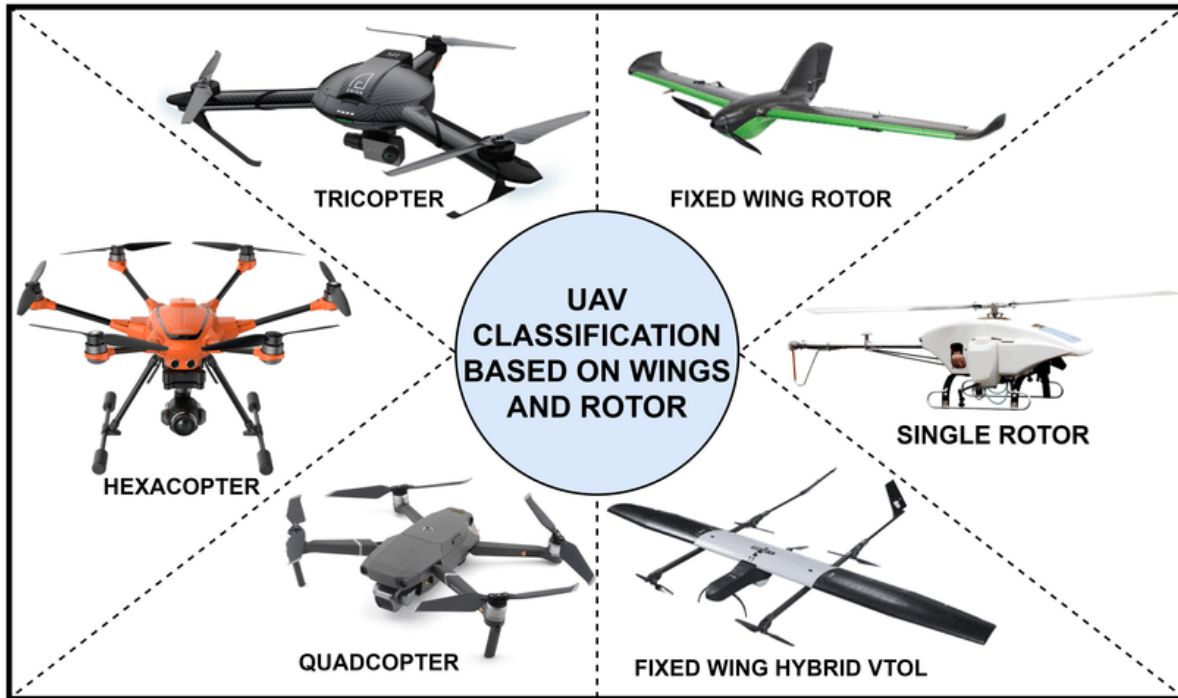 TRICOPTER
FIXED WING ROTOR
UAV
CLASSIFICATION
BASED ON WINGS
AND ROTOR
HEXACOPTER
SINGLE ROTOR
QUADCOPTER
FIXED WING HYBRID VTOL